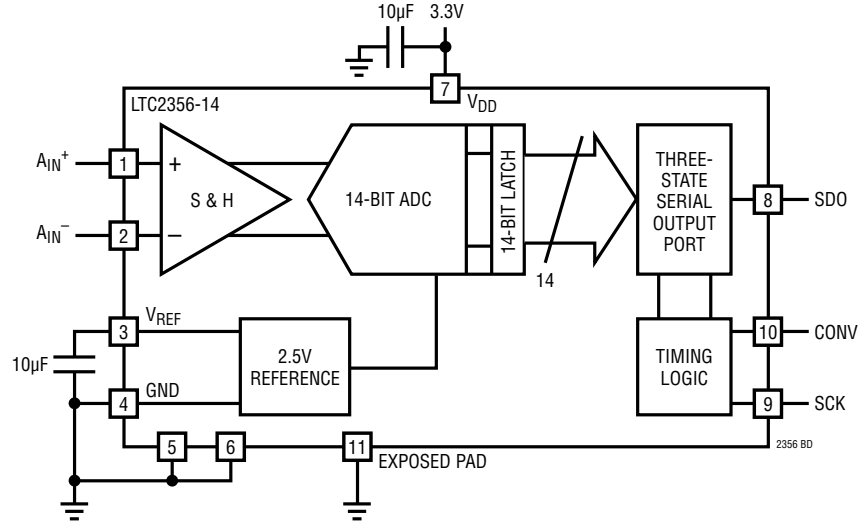 10µF 3.3V
7
LTC2356-14
VDD
AIN+
1
+
S & H
14-BIT ADC
14-BIT LATCH
THREE-
STATE
SERIAL
OUTPUT
PORT
8
SDO
AIN–
2
–
14
3
VREF
10µF
2.5V
REFERENCE
TIMING
LOGIC
10
CONV
4
GND
9
SCK
5
6
11
EXPOSED PAD
2356 BD